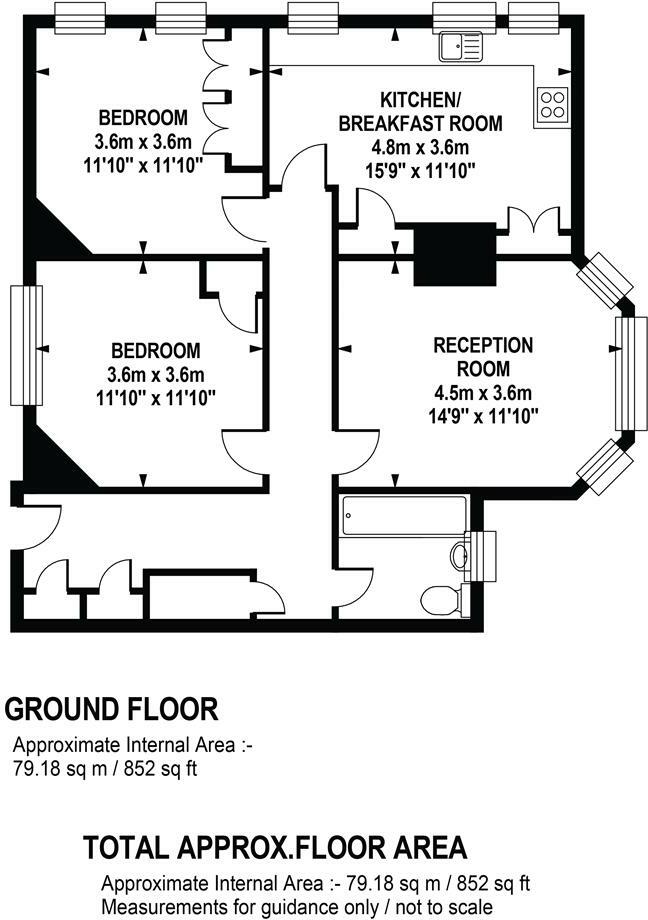 BEDROOM
3.6m x 3.6m
11'10" x 11'10"
KITCHEN/
BREAKFAST ROOM
4.8m x 3.6m
15'9" x 11'10"
BEDROOM
3.6m x 3.6m
11'10" x 11'10"
RECEPTION
ROOM
4.5m x 3.6m
14'9" x 11'10"
GROUND FLOOR
Approximate Internal Area :-
79.18 sq m / 852 sq ft
TOTAL APPROX.FLOOR AREA
Approximate Internal Area :- 79.18 sq m / 852 sq ft
Measurements for guidance only / not to scale